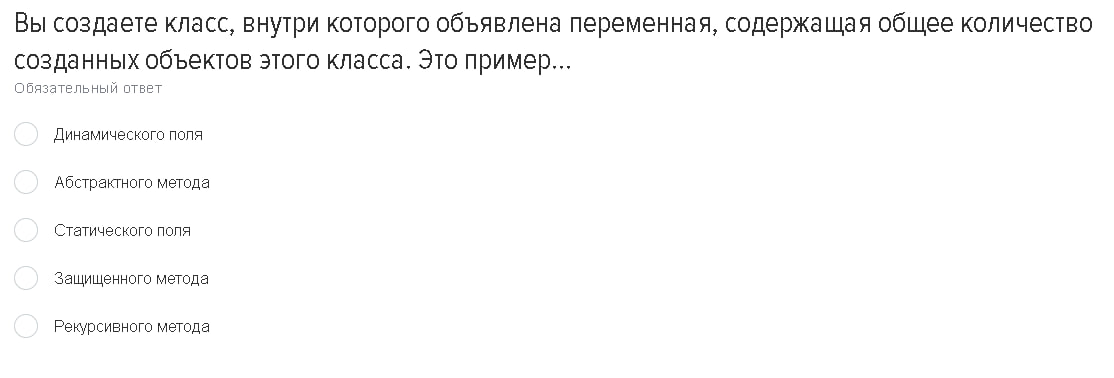 Вы создаете класс, внутри которого объявлена переменная, содержащая общее количество
созданных объектов этого класса. Это пример...
Обязательный ответ
Динамического поля
Абстрактного метода
Статического поля
Защищенного метода
Рекурсивного метода